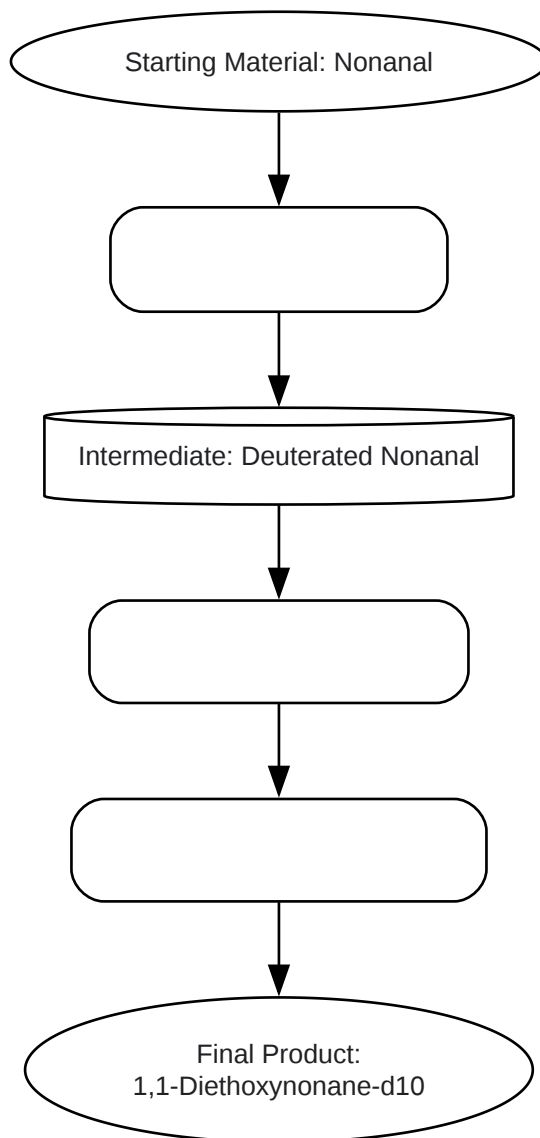 Starting Material: Nonanal
Intermediate: Deuterated Nonanal
Final Product:
1,1-Diethoxynonane-d10